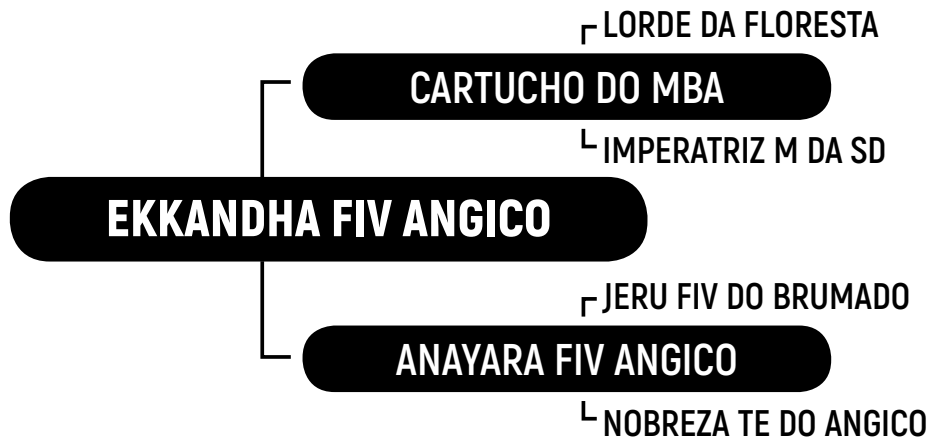 LORDE DA FLORESTA
CARTUCHO DO MBA
IMPERATRIZ M DA SD
EKKANDHA FIV ANGICO
JERU FIV DO BRUMADO
ANAYARA FIV ANGICO
NOBREZA TE DO ANGICO